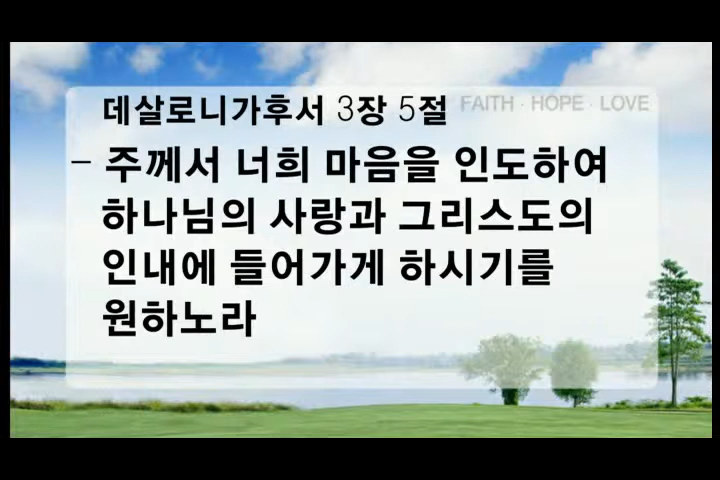 데살로니가후서 3장 5절 FAITH · HOPE · LOVE
- 주께서 너희 마음을 인도하여
하나님의 사랑과 그리스도의
인내에 들어가게 하시기를
원하노라